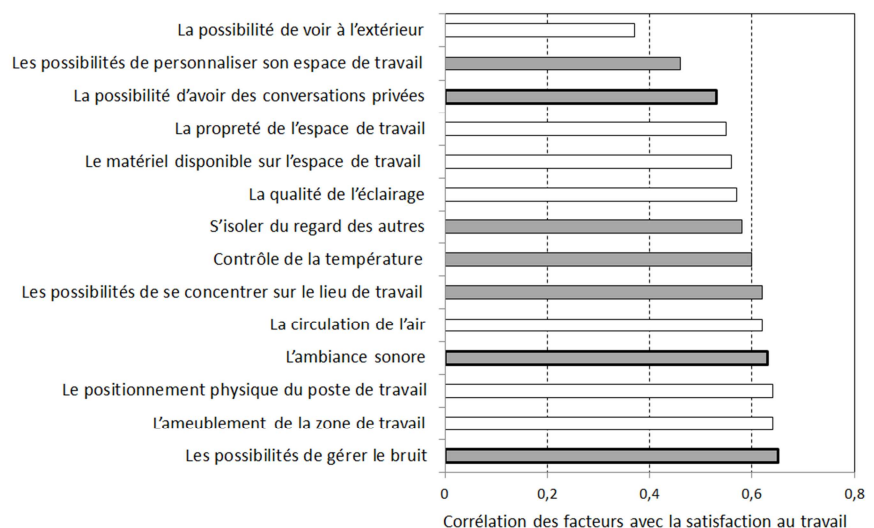 La possibilité de voir à l’extérieur
Les possibilités de personnaliser son espace de travail
La possibilité d’avoir des conversations privées
La propreté de l’espace de travail
Le matériel disponible sur l’espace de travail
La qualité de l’éclairage
S’isoler du regard des autres
Contrôle de la température
Les possibilités de se concentrer sur le lieu de travail
La circulation de l’air
L’ambiance sonore
Le positionnement physique du poste de travail
L’ameublement de la zone de travail
Les possibilités de gérer le bruit
0 0,2 0,4 0,6 0,8
Corrélation des facteurs avec la satisfaction au travail